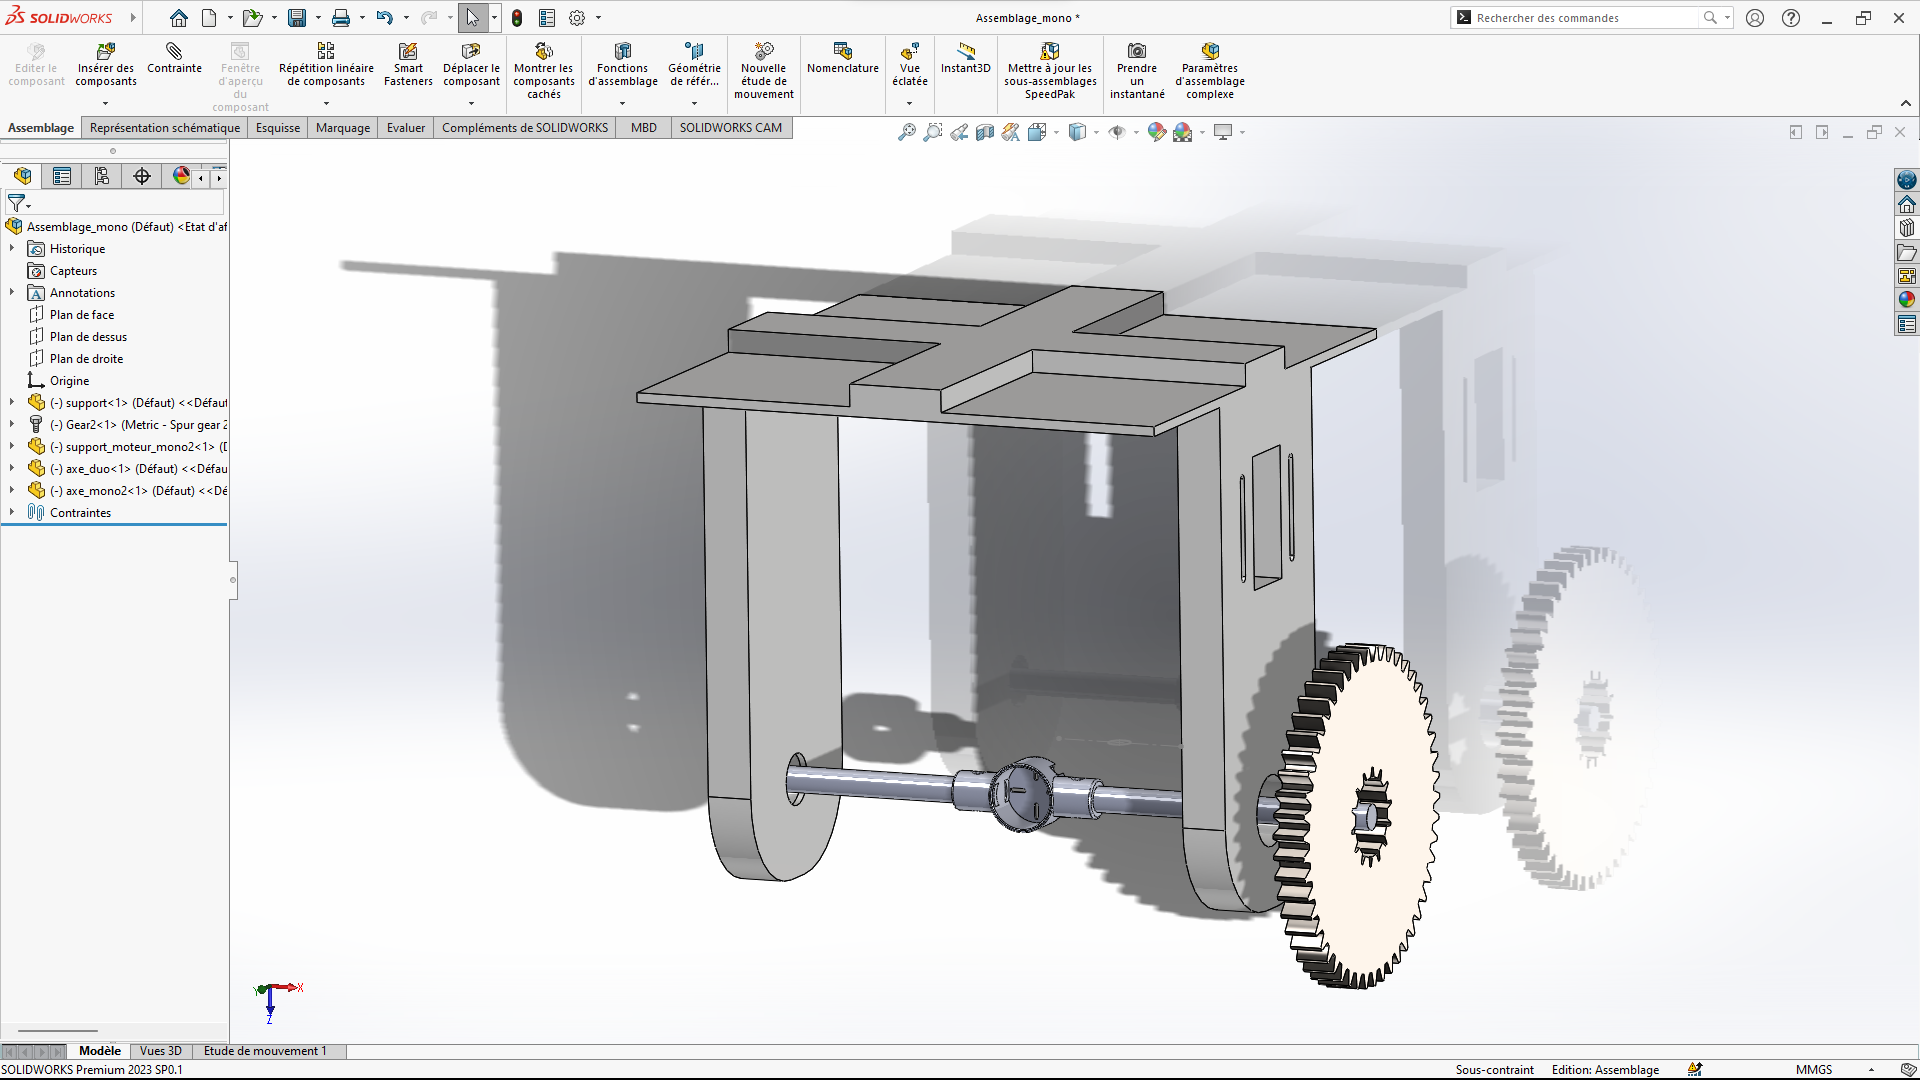 SOLIDWORKS
Assemblage_mono *
Rechercher des commandes
Editer le composant
Insérer des composants
Contrainte
Fenêtre d'aperçu du composant
Répétition linéaire de composants
Smart Fasteners
Déplacer le composant
Montrer les composants cachés
Fonctions d'assemblage
Géométrie de référ...
Nouvelle étude de mouvement
Nomenclature
Vue éclatée
Instant3D
Mettre à jour les sous-assemblages SpeedPak
Prendre un instantané
Paramètres d'assemblage complexe
Assemblage
Représentation schématique
Esquisse
Marquage
Evaluer
Compléments de SOLIDWORKS
MBD
SOLIDWORKS CAM
Assemblage_mono (Défaut) <Etat d'af
Historique
Capteurs
Annotations
Plan de face
Plan de dessus
Plan de droite
Origine
(-) support<1> (Défaut) <<Défaut
(-) Gear2<1> (Metric - Spur gear 2
(-) support_moteur_mono2<1> (D
(-) axe_duo<1> (Défaut) <<Défau
(-) axe_mono2<1> (Défaut) <<Dé
Contraintes
Y
X
Z
Modèle
Vues 3D
Etude de mouvement 1
SOLIDWORKS Premium 2023 SP0.1
Sous-contraint
Edition: Assemblage
MMGS